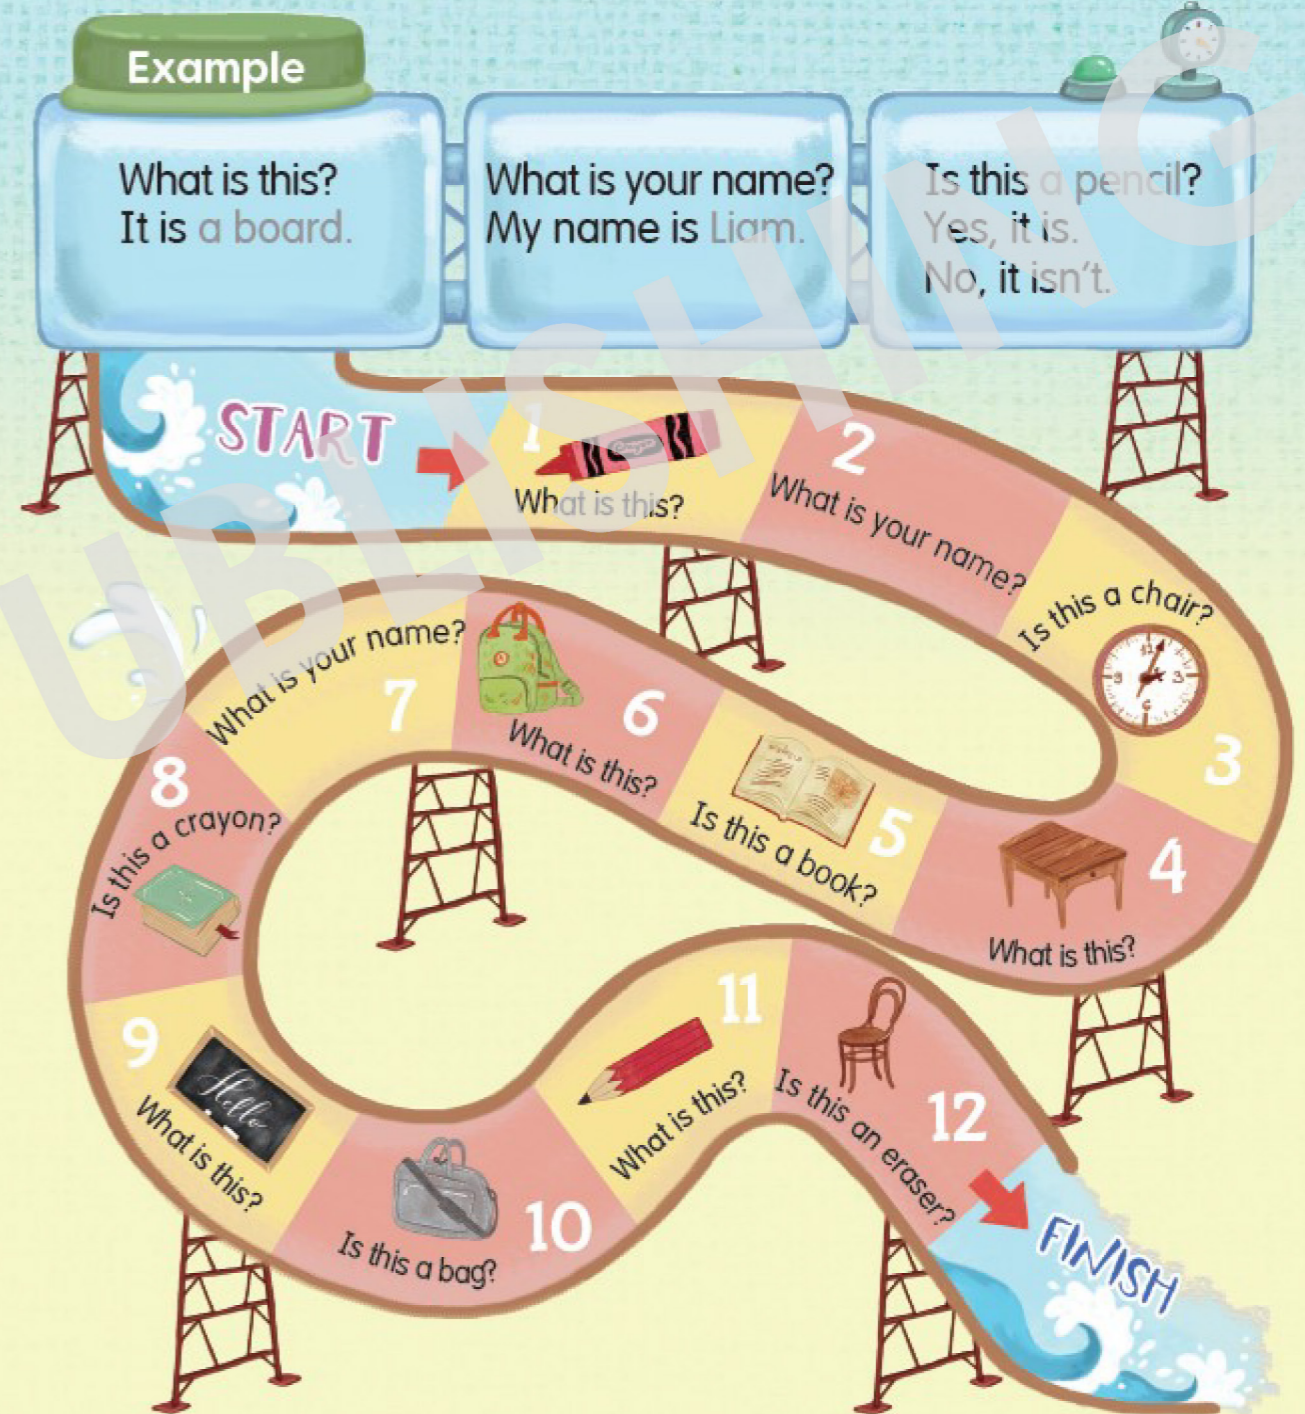 Example
What is this?
It is a board.
What is your name?
My name is Liam.
Is this a pencil?
Yes, it is.
No, it isn't.
START
1
What is this?
2
What is your name?
Is this a chair?
3
4
What is this?
5
Is this a book?
6
What is this?
What is your name?
7
8
Is this a crayon?
9
Hello
What is this?
10
Is this a bag?
11
What is this?
12
Is this an eraser?
FINISH
UBLISHING